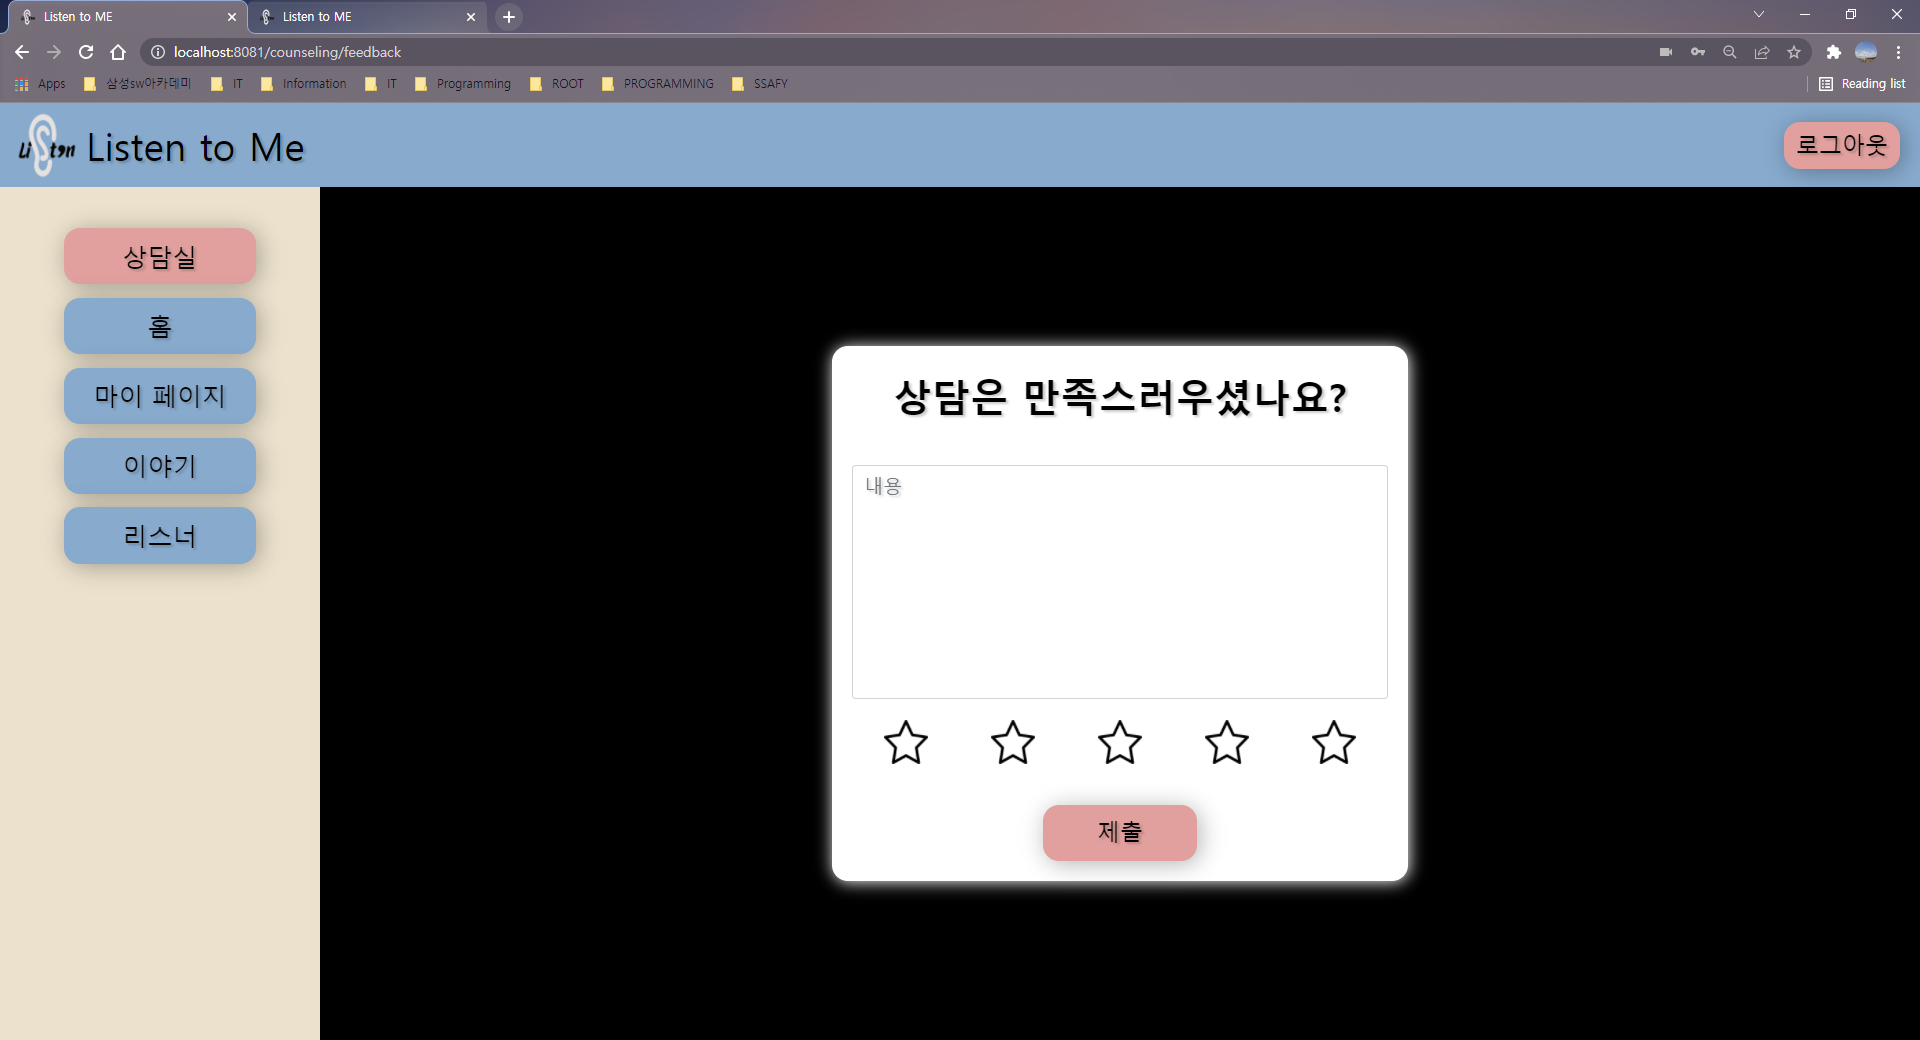 Listen to ME
Listen to ME
localhost:8081/counseling/feedback
Apps 삼성sw아카데미 IT Information IT Programming ROOT PROGRAMMING SSAFY Reading list
Listen Listen to Me 로그아웃
상담실
홈
마이 페이지
이야기
리스너
상담은 만족스러우셨나요?
내용
제출